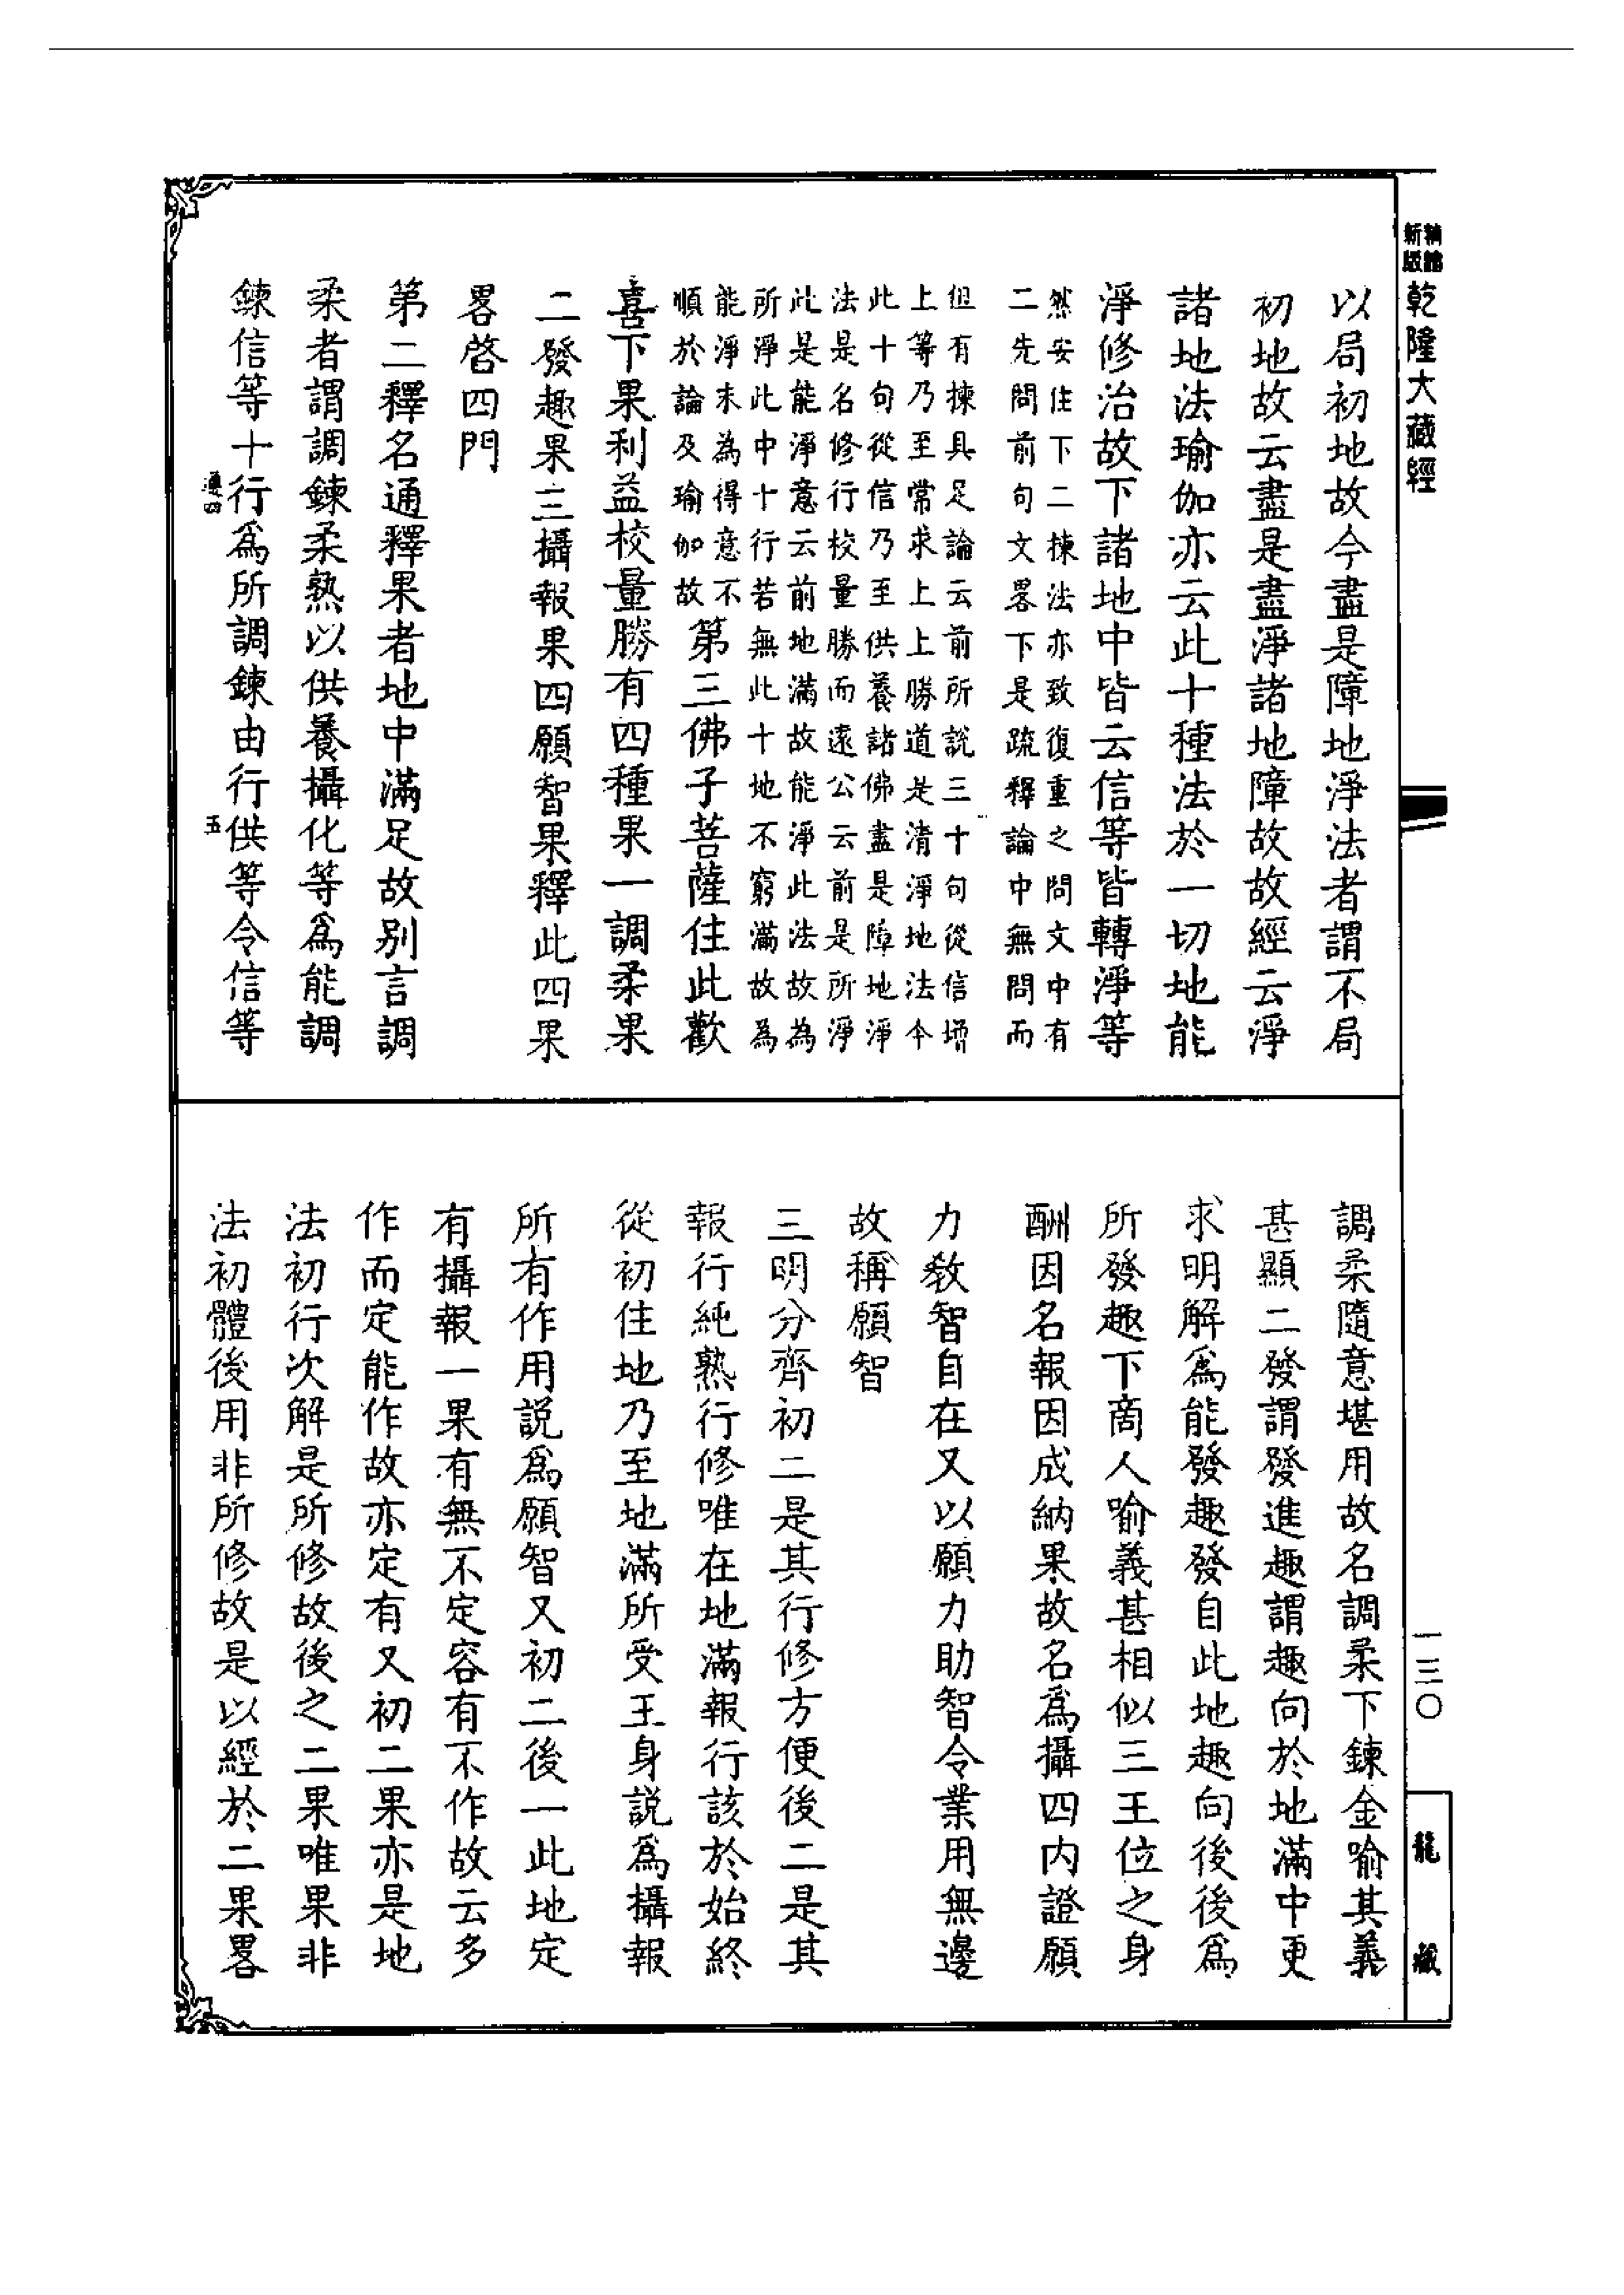 精語
新版
乾隆大藏經
以局初地故今盡是障地淨法者謂不局
初地故云盡是盡淨諸地障故故經云淨
諸地法瑜伽亦云此十種法於一切地能
淨修治故下諸地中皆云信等皆轉淨等
然安住下二揀法亦致復重之問文中有
二先問前句文畧下是疏釋論中無問而
但有揀具足論云前所說三十句從信增
上等乃至常求上上勝道是清淨地法今
此十句從信乃至供養諸佛盡是障地淨
法是名修行校量勝而遠公云前是所淨
此是能淨意云前地滿故能淨此法故為
所淨此中十行若無此十地不窮滿故為
能淨未為得意不
順於論及瑜伽故
第三佛子菩薩住此歡
喜下果利益校量勝有四種果一調柔果
二發趣果三攝報果四願智果釋此四果
畧啓四門
第二釋名通釋果者地中滿足故别言調
柔者謂調鍊柔熟以供養攝化等爲能調
鍊信等十行爲所調鍊由行供等令信等
五
調柔隨意堪用故名調柔下鍊金喻其義
甚顯二發謂發進趣謂趣向於地滿中更
求明解爲能發趣發自此地趣向後後爲
所發趣下商人喻義甚相似三王位之身
酬因名報因成納果故名爲攝四内證願
力敎智自在又以願力助智令業用無邊
故稱願智
三明分齊初二是其行修方便後二是其
報行純熟行修唯在地滿報行該於始終
從初住地乃至地滿所受王身說爲攝報
所有作用說爲願智又初二後一此地定
有攝報一果有無不定容有不作故云多
作而定能作故亦定有又初二果亦是地
法初行次解是所修故後之二果唯果非
法初體後用非所修故是以經於二果畧
一三〇
龍藏